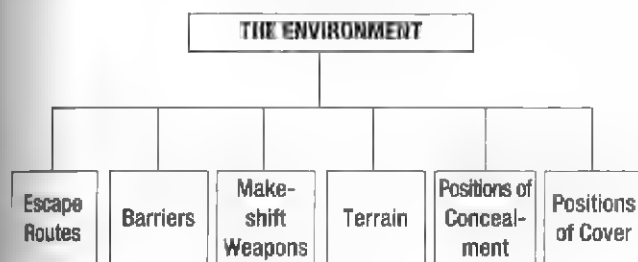 THE ENVIRONMENT
Escape
Routes
Barriers
Make-
shift
Weapons
Terrain
Positions of
Conceal-
ment
Positions
of Cover